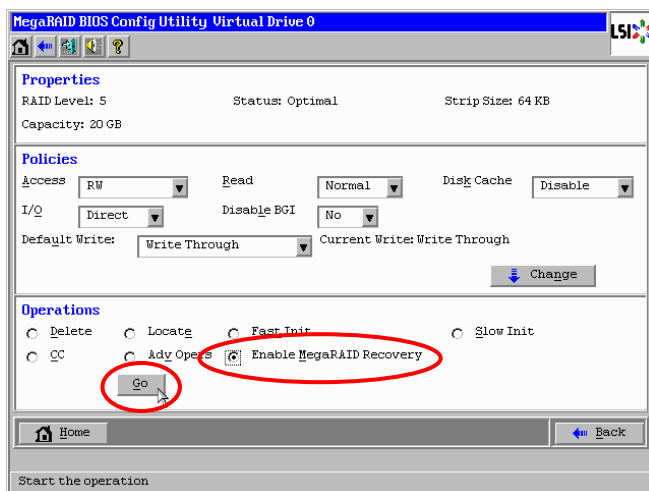 MegaRAID BIOS Config Utility Virtual Drive 0
LSI
?
Properties
RAID Level: 5 Status: Optimal Strip Size: 64 KB
Capacity: 20 GB
Policies
Access RW Read Normal Disk Cache Disable
I/O Direct Disable BGI No
Default Write: Write Through Current Write: Write Through
Change
Operations
Delete Locate Fast Init Slow Init
CC Adv Opers Enable MegaRAID Recovery
Go
Home Back
Start the operation